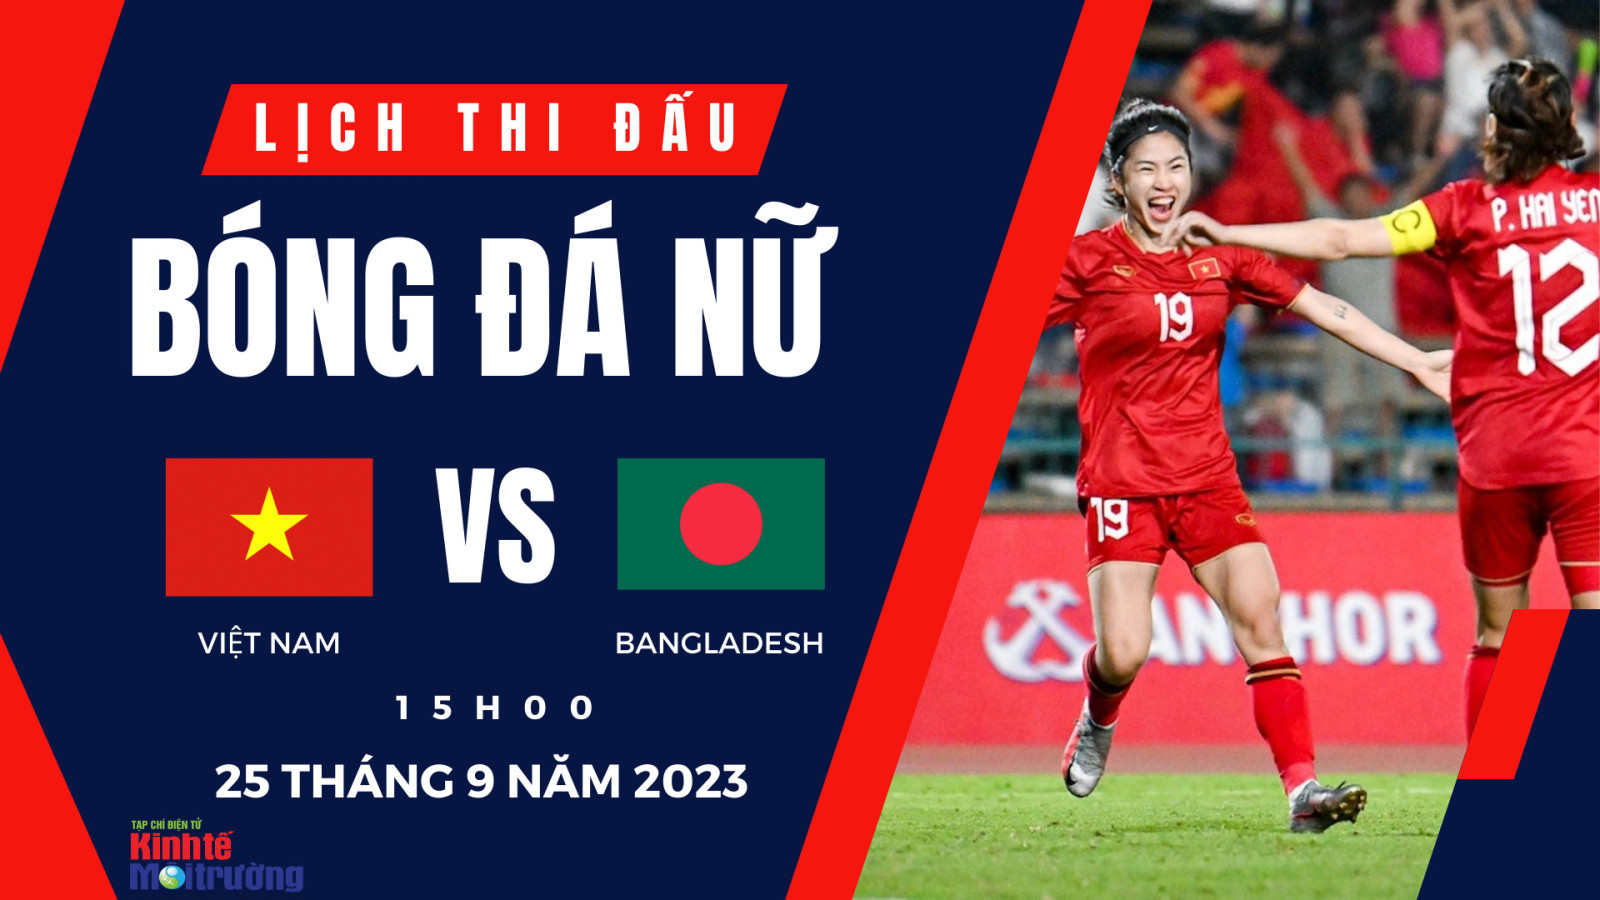 LỊCH THI ĐẤU
BÓNG ĐÁ NỮ
VS
VIỆT NAM
BANGLADESH
15H00
25 THÁNG 9 NĂM 2023
TẠP CHÍ ĐIỆN TỬ
Kinh tế
Môi trường
P. HAI YEN
12
C
19
19
ANCHOR